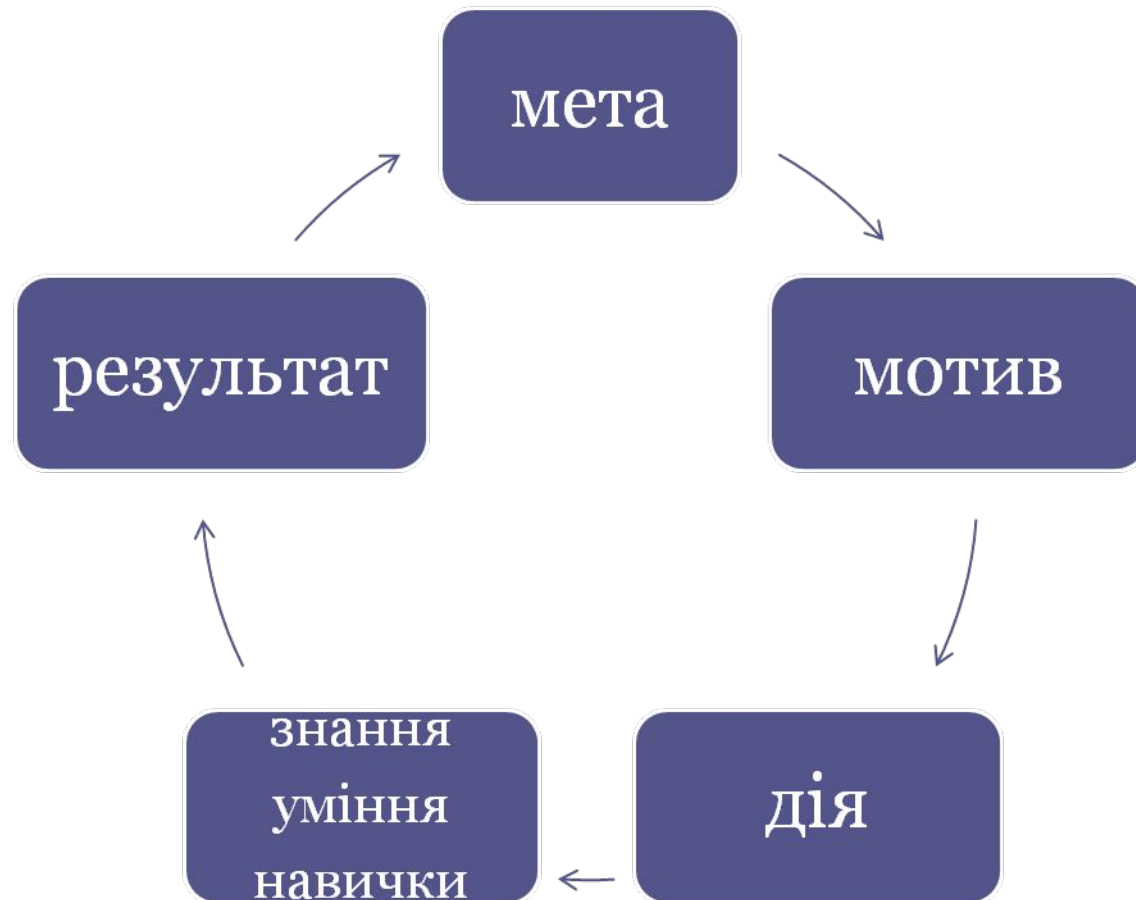 мета
мотив
дія
знання
уміння
навички
результат